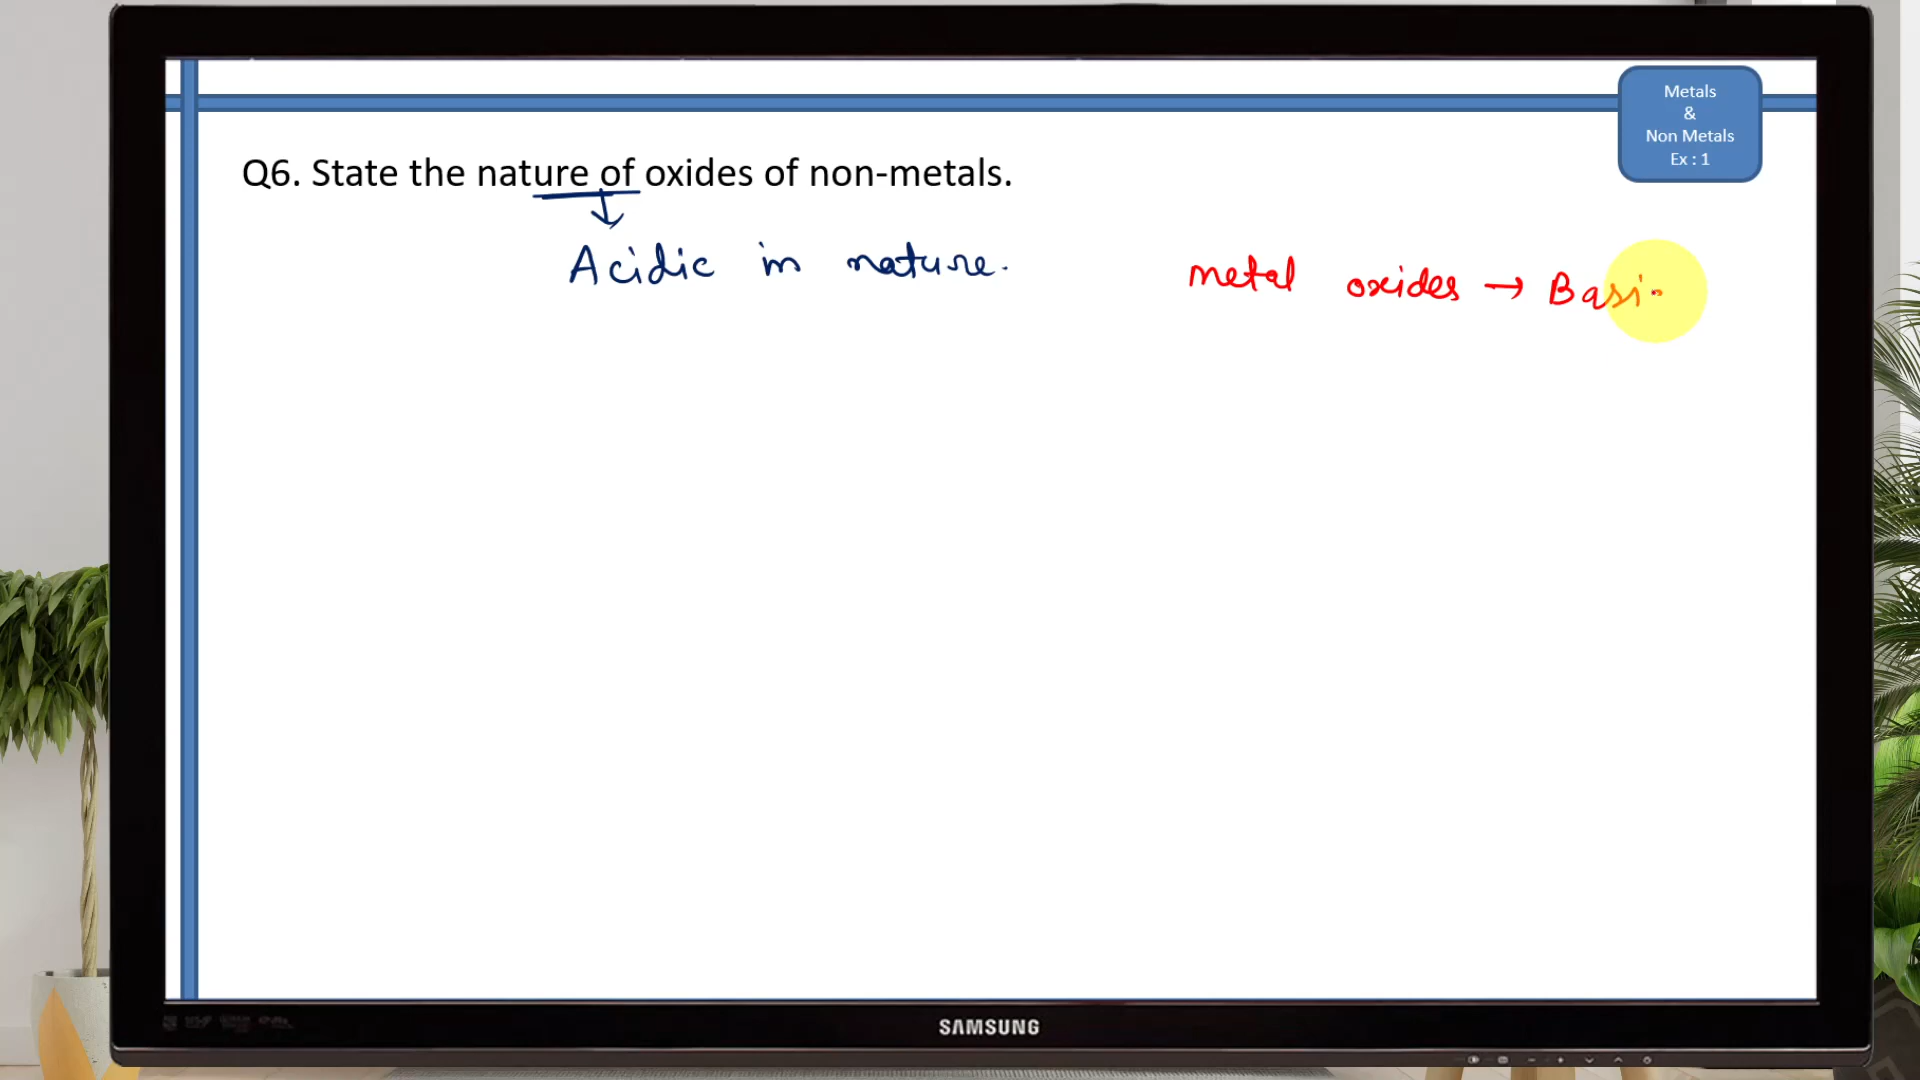 Metals
&
Non Metals
Ex : 1
Q6. State the nature of oxides of non-metals.
Acidic in nature.
metal oxides → Basi
SAMSUNG